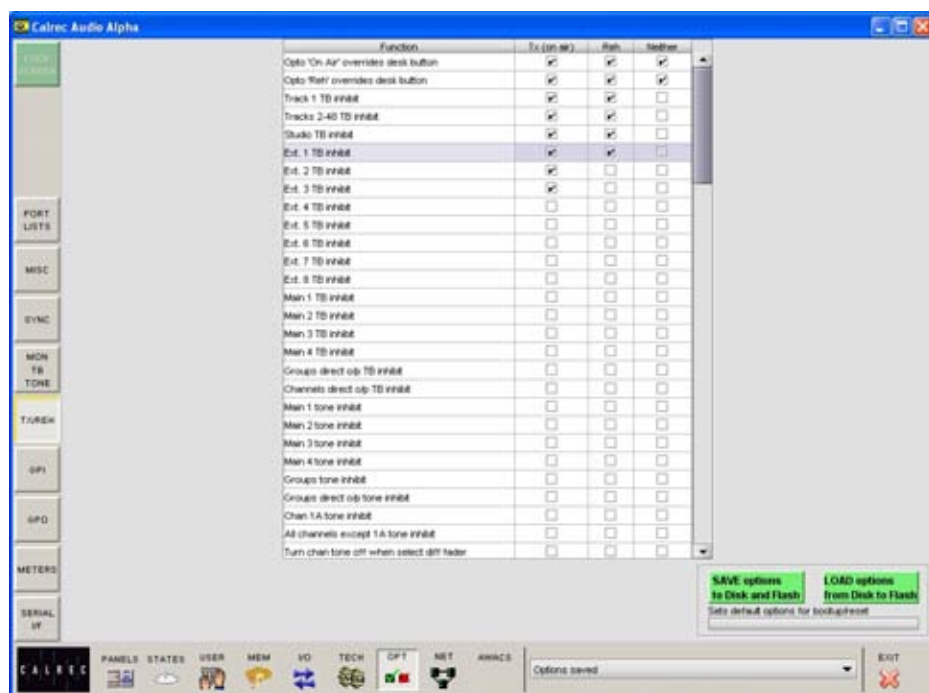 Calrec Audio Alpha
LOCK
SCREEN
Function Tx (on air) Reh Neither
Opto 'On Air' overrides desk button
Opto 'Reh' overrides desk button
Track 1 TB inhibit
Tracks 2-48 TB inhibit
Studio TB inhibit
Ext. 1 TB inhibit
Ext. 2 TB inhibit
Ext. 3 TB inhibit
Ext. 4 TB inhibit
Ext. 5 TB inhibit
Ext. 6 TB inhibit
Ext. 7 TB inhibit
Ext. 8 TB inhibit
Main 1 TB inhibit
Main 2 TB inhibit
Main 3 TB inhibit
Main 4 TB inhibit
Groups direct o/p TB inhibit
Channels direct o/p TB inhibit
Main 1 tone inhibit
Main 2 tone inhibit
Main 3 tone inhibit
Main 4 tone inhibit
Groups tone inhibit
Groups direct o/p tone inhibit
Chan 1A tone inhibit
All channels except 1A tone inhibit
Turn chan tone off when select diff fader
PORT
LISTS
MISC
SYNC
MON
TB
TONE
TX/REH
GPI
GPO
METERS
SERIAL
I/F
SAVE options
to Disk and Flash
LOAD options
from Disk to Flash
Sets default options for bootup/reset
CALREC
PANELS STATES USER MEM I/O TECH OPT NET AWACS
Options saved
EXIT